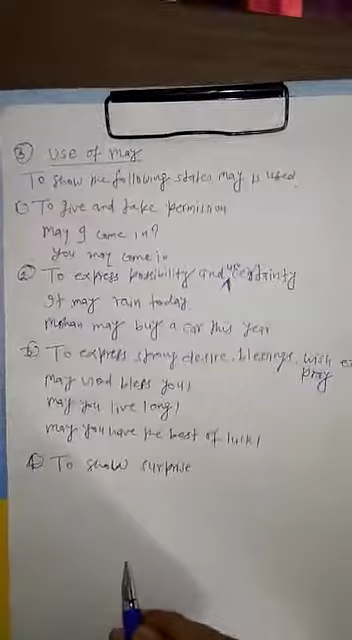 ③ Use of May
To show the following states may is used.
① To give and take permission
May I come in?
You may come in
② To express possibility and uncertainty
It may rain today.
Mohan may buy a car this year
③ To express strong desire, blessings, wish
pray
May God bless you!
May you live long!
May you have the best of luck!
④ To show surprise